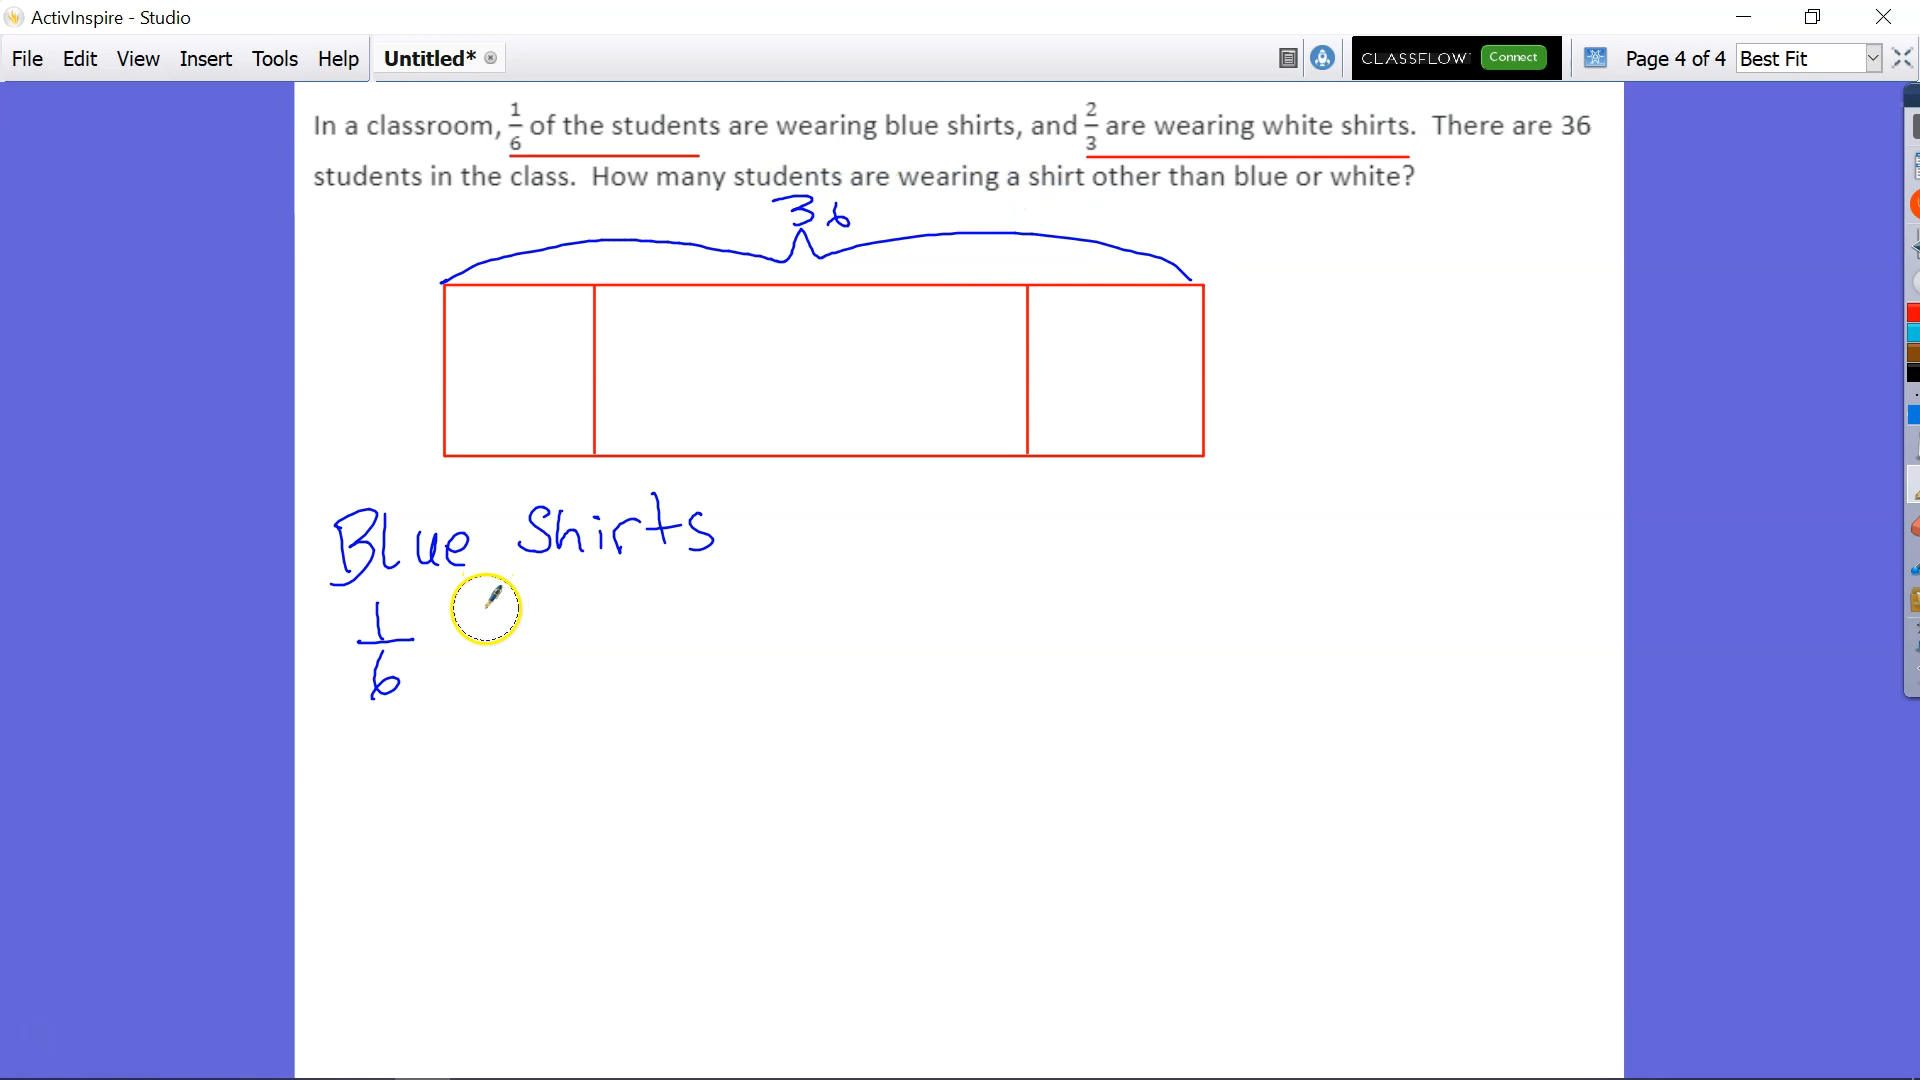 ActivInspire - Studio
File Edit View Insert Tools Help Untitled* CLASSFLOW Connect Page 4 of 4 Best Fit
In a classroom, 1/6 of the students are wearing blue shirts, and 2/3 are wearing white shirts. There are 36
students in the class. How many students are wearing a shirt other than blue or white?
36
Blue Shirts
1/6